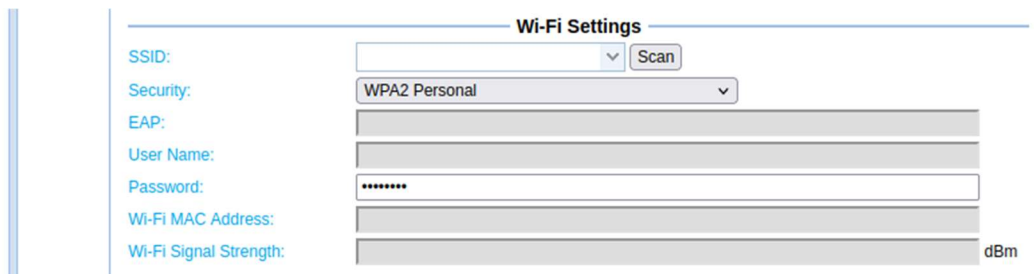 Wi-Fi Settings
SSID: Scan
Security: WPA2 Personal
EAP:
User Name:
Password: ••••••••
Wi-Fi MAC Address:
Wi-Fi Signal Strength: dBm